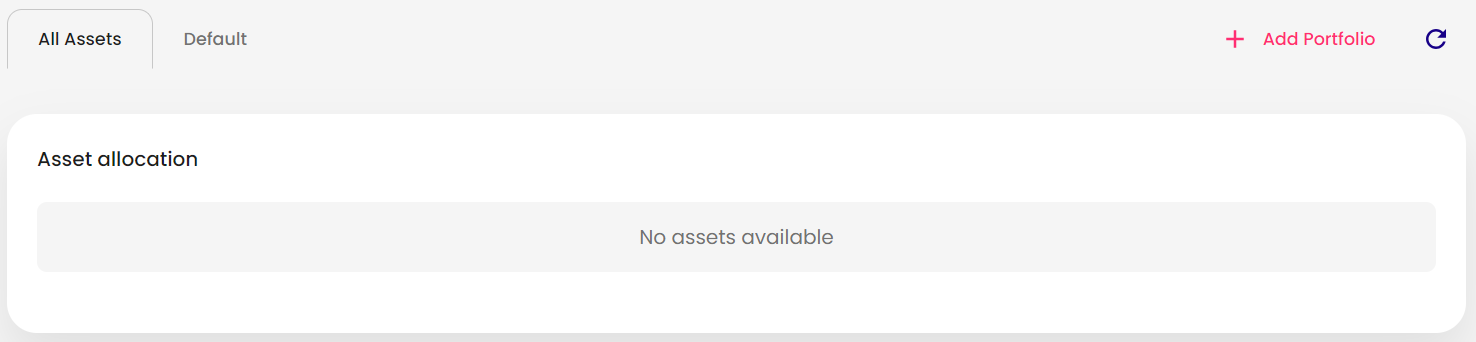 All Assets
Default
Add Portfolio
Asset allocation
No assets available